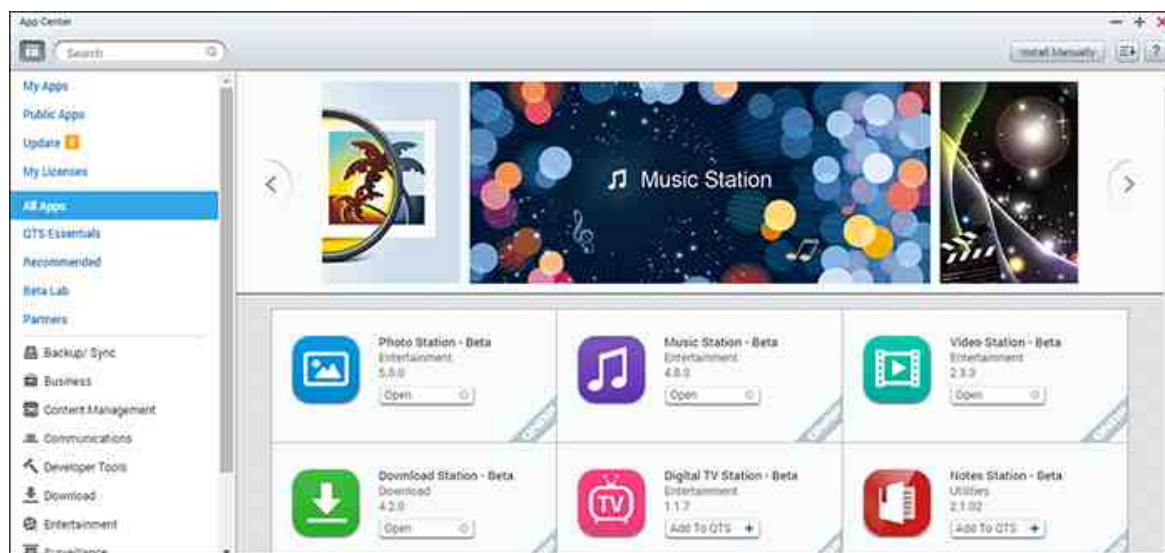 App Center
Search
Install Manually
?
My Apps
Public Apps
Update
My Licenses
All Apps
QTS Essentials
Recommended
Beta Lab
Partners
Backup/ Sync
Business
Content Management
Communications
Developer Tools
Download
Entertainment
Surveillance
Music Station
Photo Station - Beta
Entertainment
5.0.0
Open
Music Station - Beta
Entertainment
4.8.0
Open
Video Station - Beta
Entertainment
2.3.0
Open
Download Station - Beta
Download
4.2.0
Open
TV
Digital TV Station - Beta
Entertainment
1.1.7
Add To QTS +
Notes Station - Beta
Utilities
2.1.02
Add To QTS +